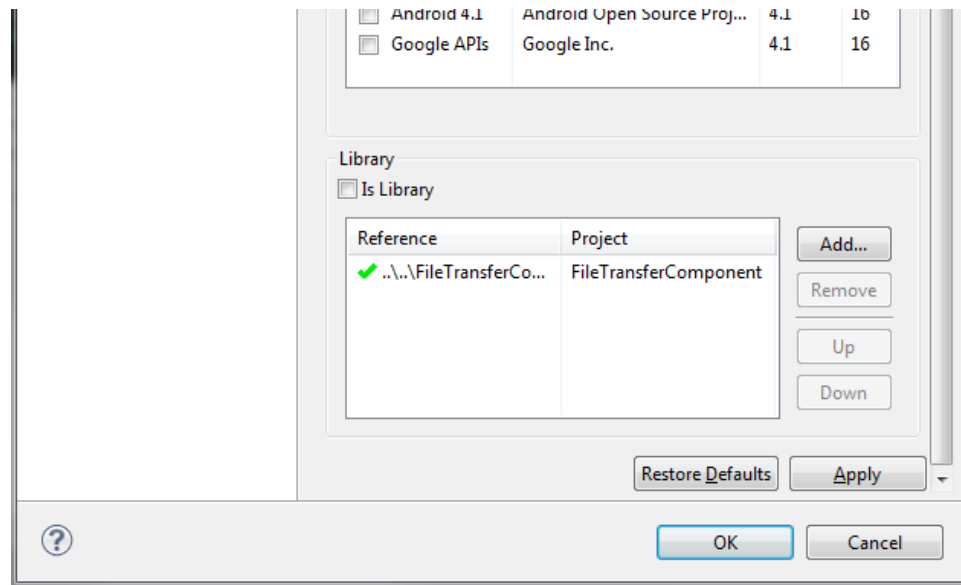 Android 4.1 Android Open Source Proj... 4.1 16
Google APIs Google Inc. 4.1 16
Library
Is Library
Reference Project
..\..\FileTransferCo... FileTransferComponent
Add...
Remove
Up
Down
Restore Defaults Apply
? OK Cancel